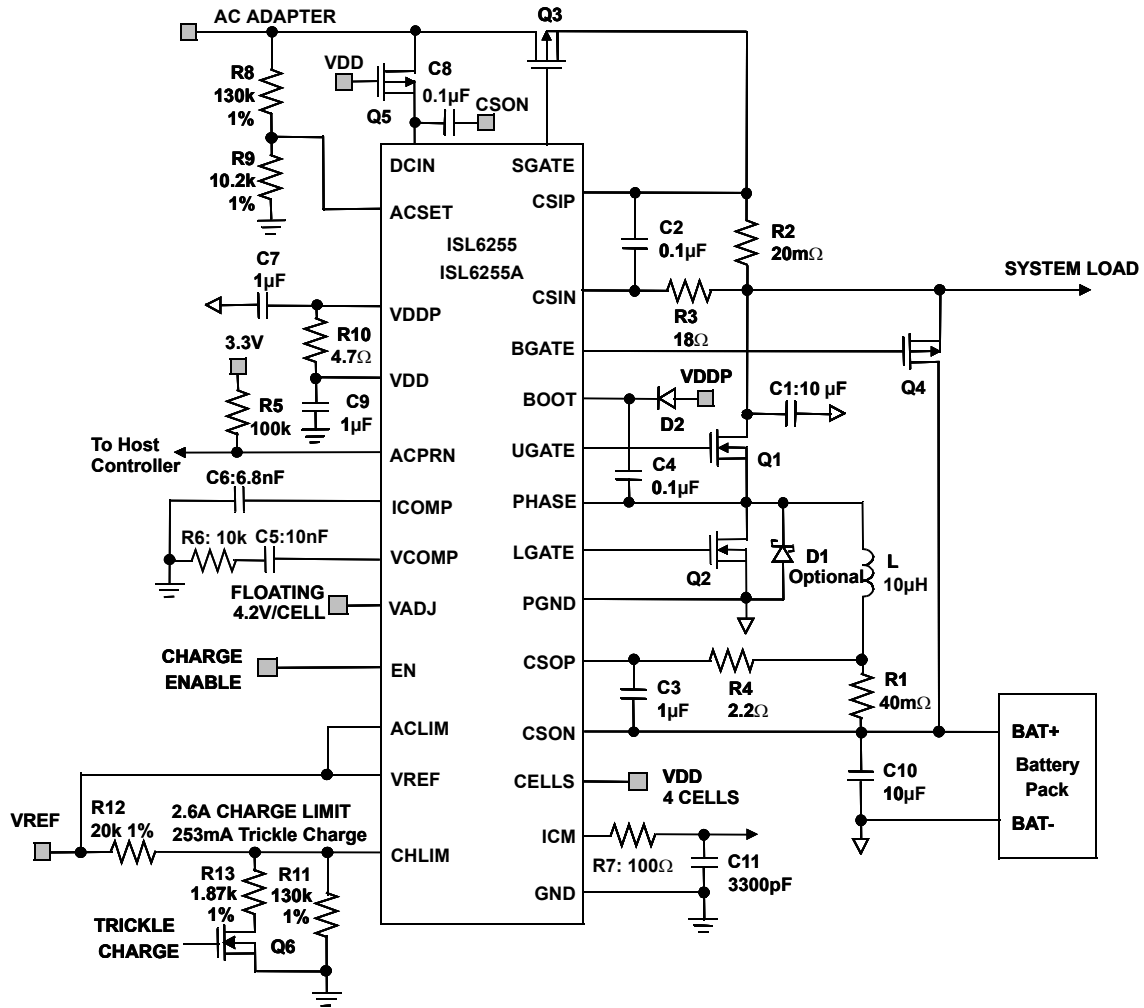 AC ADAPTER
Q3
R8
130k
1%
VDD
C8
0.1µF
CSON
Q5
R9
10.2k
1%
DCIN
SGATE
CSIP
ACSET
ISL6255
ISL6255A
C2
0.1µF
R2
20mΩ
C7
1µF
CSIN
SYSTEM LOAD
VDDP
R3
18Ω
R10
4.7Ω
3.3V
BGATE
Q4
VDD
VDDP
C1:10 µF
BOOT
D2
R5
100k
C9
1µF
To Host
Controller
ACPRN
UGATE
Q1
C4
0.1µF
C6:6.8nF
ICOMP
PHASE
R6: 10k
C5:10nF
VCOMP
LGATE
Q2
D1
Optional
L
10µH
FLOATING
4.2V/CELL
VADJ
PGND
CHARGE
ENABLE
EN
CSOP
C3
1µF
R4
2.2Ω
R1
40mΩ
ACLIM
CSON
BAT+
Battery
Pack
BAT-
VREF
CELLS
VDD
4 CELLS
C10
10µF
VREF
R12
20k 1%
2.6A CHARGE LIMIT
253mA Trickle Charge
CHLIM
ICM
R7: 100Ω
C11
3300pF
R13
1.87k
1%
R11
130k
1%
GND
TRICKLE
CHARGE
Q6